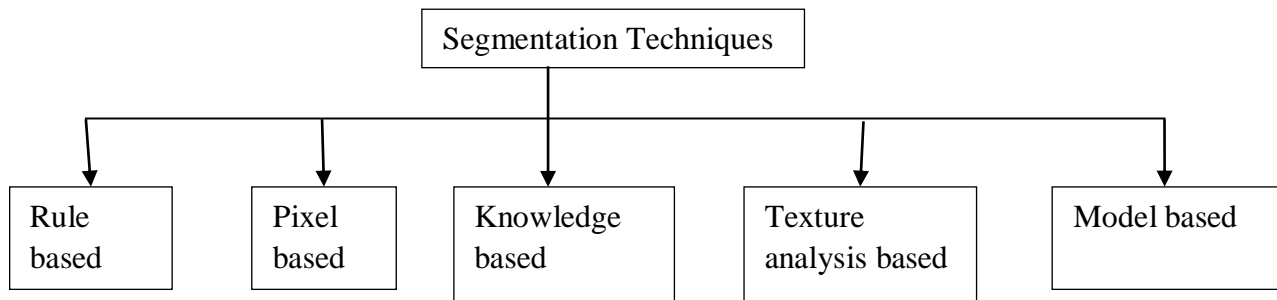 Segmentation Techniques
Rule
based
Pixel
based
Knowledge
based
Texture
analysis based
Model based